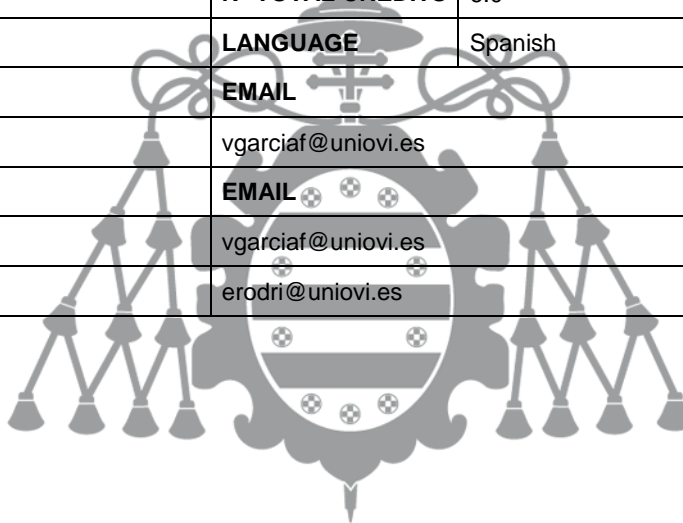 LANGUAGE Spanish
EMAIL
vgarciaf@uniovi.es
EMAIL
vgarciaf@uniovi.es
erodri@uniovi.es